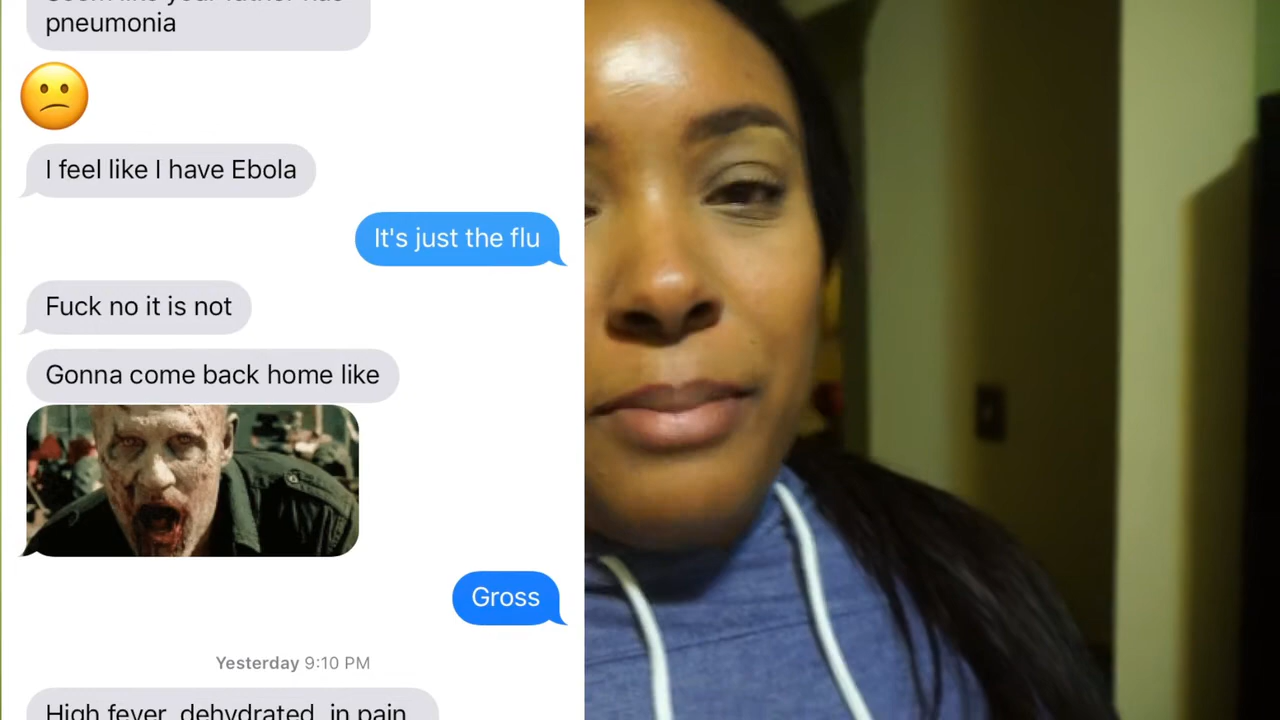 pneumonia
I feel like I have Ebola
It's just the flu
Fuck no it is not
Gonna come back home like
Gross
Yesterday 9:10 PM
High fever, dehydrated, in pain